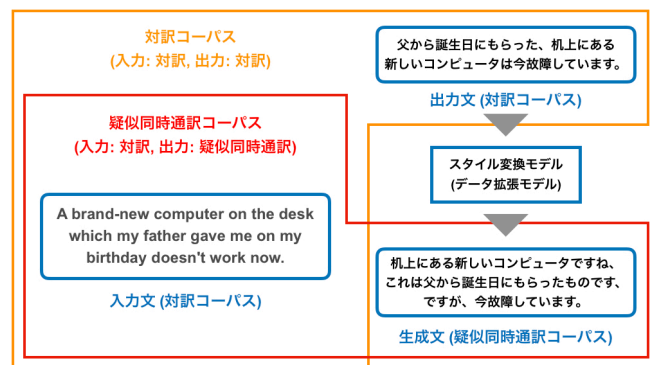 対訳コーパス
(入力: 対訳, 出力: 対訳)
父から誕生日にもらった、机上にある
新しいコンピュータは今故障しています。
出力文 (対訳コーパス)
疑似同時通訳コーパス
(入力: 対訳, 出力: 疑似同時通訳)
スタイル変換モデル
(データ拡張モデル)
A brand-new computer on the desk
which my father gave me on my
birthday doesn't work now.
入力文 (対訳コーパス)
机上にある新しいコンピュータですね、
これは父から誕生日にもらったものです、
ですが、今故障しています。
生成文 (疑似同時通訳コーパス)